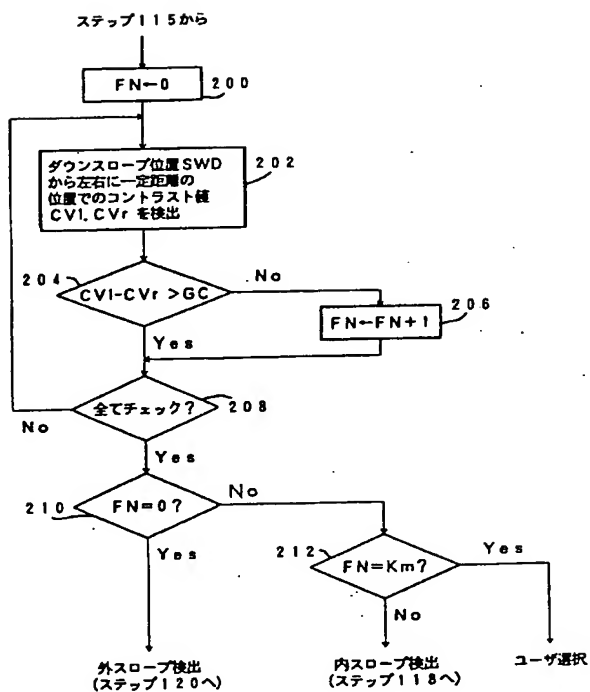 ステップ115から
FN←0
200
ダウンスロープ位置SWD
から左右に一定距離の
位置でのコントラスト値
CVl, CVr を検出
202
204
CVl-CVr >GC
No
206
FN←FN+1
Yes
全てチェック?
208
No
Yes
210
FN=0?
No
Yes
212
FN=Km?
Yes
No
外スロープ検出
(ステップ120へ)
内スロープ検出
(ステップ118へ)
ユーザ選択